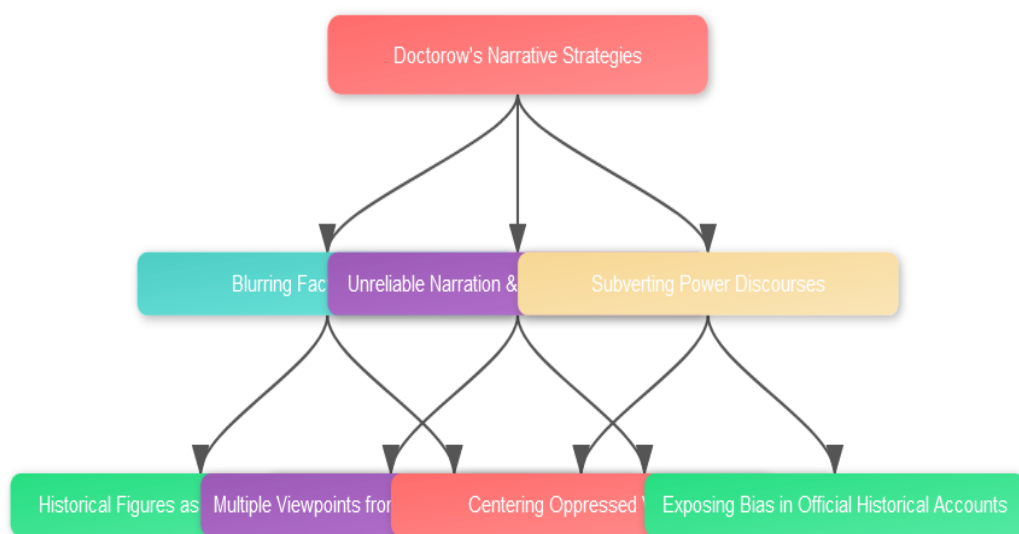 Doctorow's Narrative Strategies
Blurring Fac
Unreliable Narration &
Subverting Power Discourses
Historical Figures as
Multiple Viewpoints from
Centering Oppressed
Exposing Bias in Official Historical Accounts